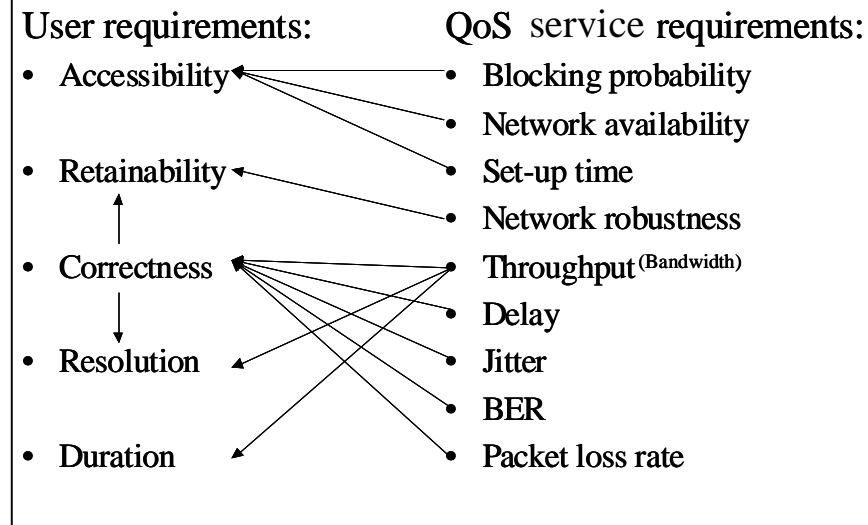 User requirements:
• Accessibility
• Retainability
• Correctness
• Resolution
• Duration
QoS service requirements:
• Blocking probability
• Network availability
• Set-up time
• Network robustness
• Throughput (Bandwidth)
• Delay
• Jitter
• BER
• Packet loss rate